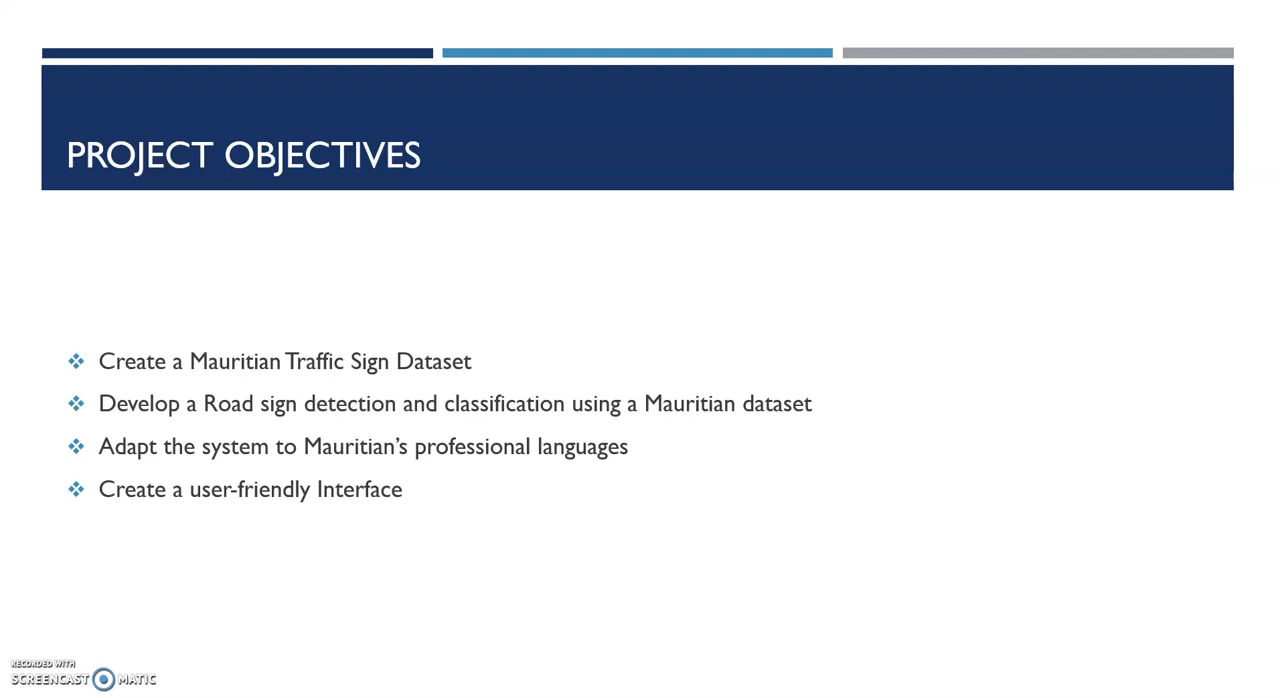 PROJECT OBJECTIVES
Create a Mauritian Traffic Sign Dataset
Develop a Road sign detection and classification using a Mauritian dataset
Adapt the system to Mauritian’s professional languages
Create a user-friendly Interface
RECORDED WITH
SCREENCAST MATIC